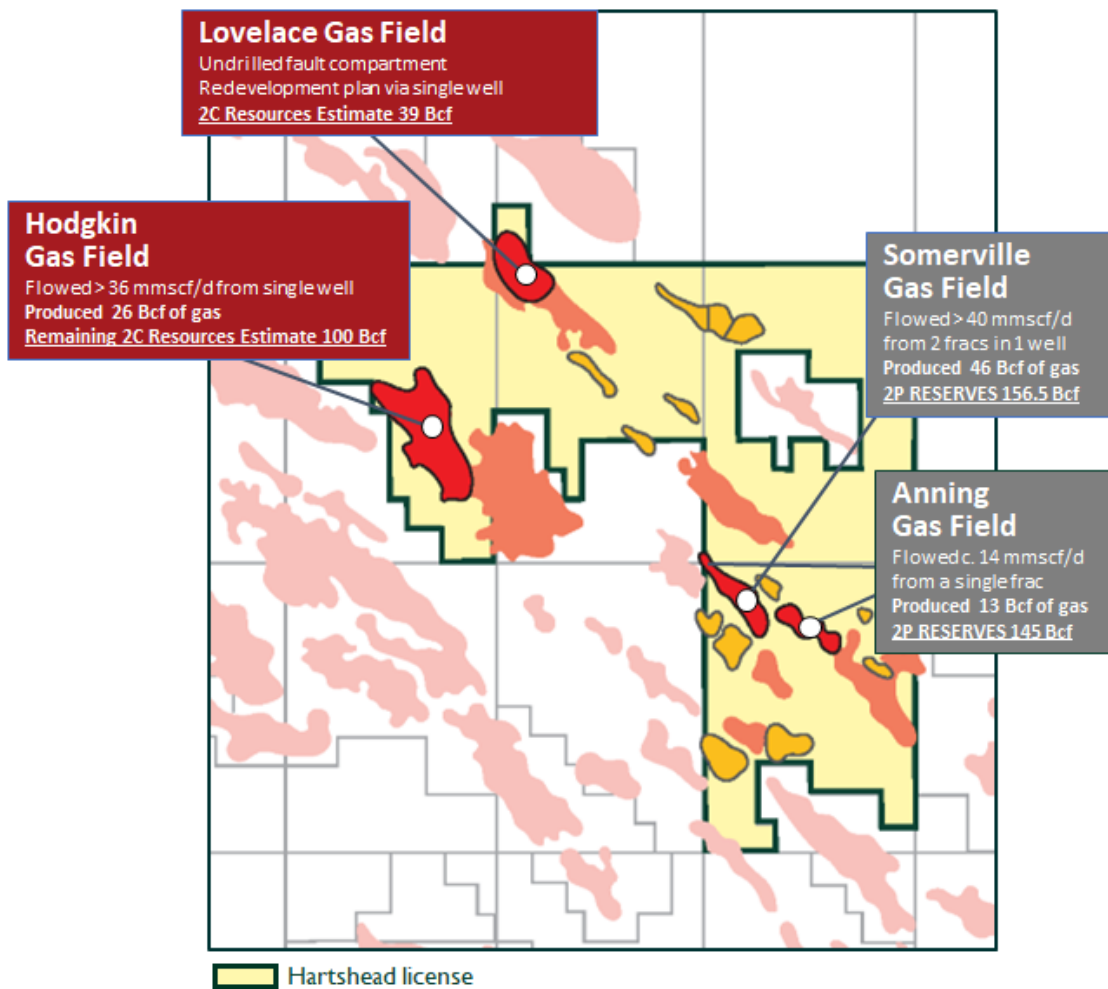 Lovelace Gas Field
Undrilled fault compartment
Redevelopment plan via single well
2C Resources Estimate 39 Bcf
Hodgkin
Gas Field
Flowed > 36 mmscf/d from single well
Produced 26 Bcf of gas
Remaining 2C Resources Estimate 100 Bcf
Somerville
Gas Field
Flowed > 40 mmscf/d
from 2 fracs in 1 well
Produced 46 Bcf of gas
2P RESERVES 156.5 Bcf
Anning
Gas Field
Flowed c. 14 mmscf/d
from a single frac
Produced 13 Bcf of gas
2P RESERVES 145 Bcf
Hartshead license